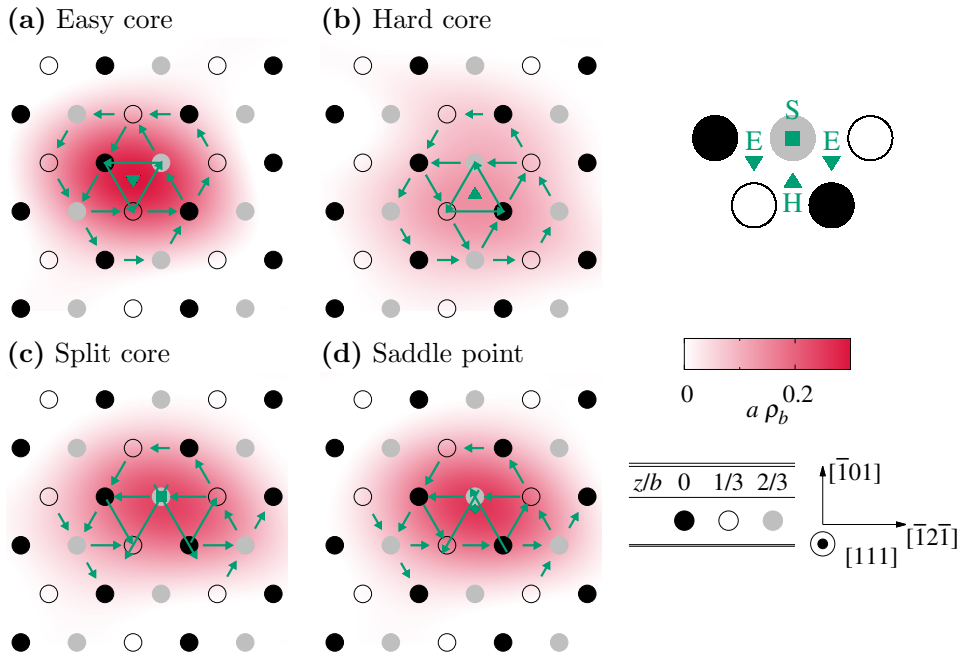 (a) Easy core
(b) Hard core
S
E E
H
(c) Split core
(d) Saddle point
0 0.2
a ρ_b
z/b 0 1/3 2/3
[1̅01]
[1̅21̅]
[111]